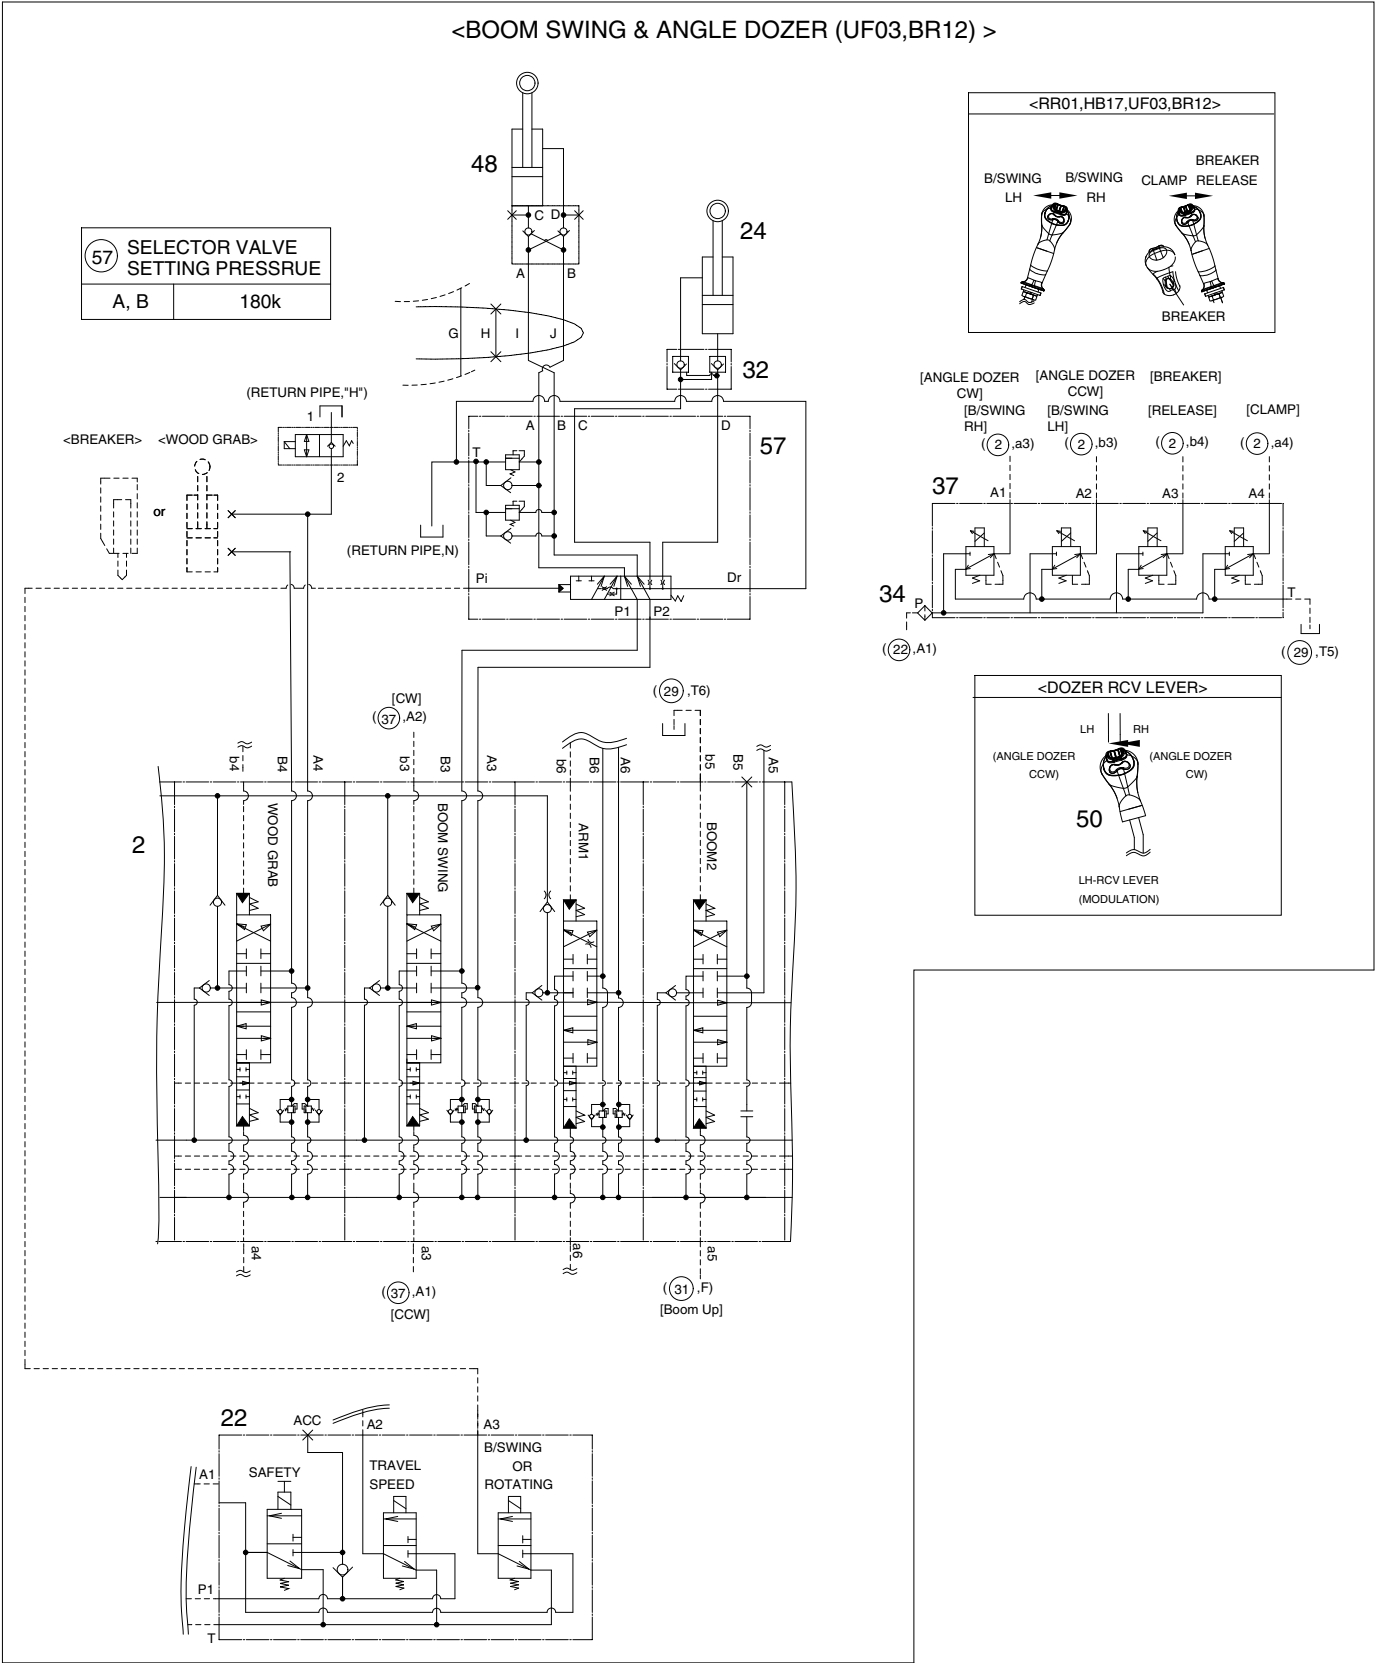 <BOOM SWING & ANGLE DOZER (UF03,BR12) >
48
C D
A B
G H I J
24
32
57 SELECTOR VALVE
SETTING PRESSRUE
A, B 180k
<RR01,HB17,UF03,BR12>
B/SWING B/SWING
LH RH
BREAKER
CLAMP RELEASE
BREAKER
(RETURN PIPE,"H")
1
2
<BREAKER> <WOOD GRAB>
or
A B C D
57
T
(RETURN PIPE,N)
Pi Dr
P1 P2
[ANGLE DOZER
CW]
[B/SWING
RH]
(2 ,a3)
[ANGLE DOZER
CCW]
[B/SWING
LH]
(2 ,b3)
[BREAKER]
[RELEASE]
(2 ,b4)
[CLAMP]
(2 ,a4)
37
A1 A2 A3 A4
34 P T
(22 ,A1)
(29 ,T5)
<DOZER RCV LEVER>
LH RH
(ANGLE DOZER
CCW)
(ANGLE DOZER
CW)
50
LH-RCV LEVER
(MODULATION)
[CW]
(37 ,A2)
(29 ,T6)
b4 B4 A4 b3 B3 A3 b6 B6 A6 b5 B5 A5
2
WOOD GRAB
BOOM SWING
ARM1
BOOM2
a4 a3 a6 a5
(37 ,A1)
[CCW]
(31 ,F)
[Boom Up]
22
ACC A2 A3
A1
SAFETY
TRAVEL
SPEED
B/SWING
OR
ROTATING
P1
T